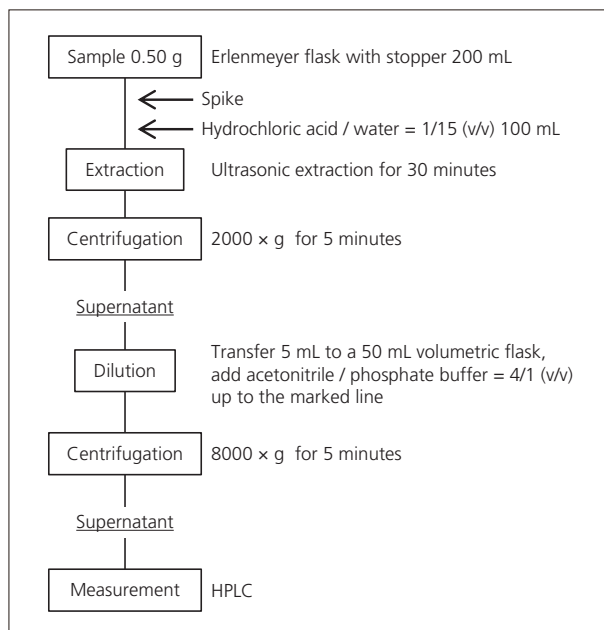 Sample 0.50 g Erlenmeyer flask with stopper 200 mL
Spike
Hydrochloric acid / water = 1/15 (v/v) 100 mL
Extraction Ultrasonic extraction for 30 minutes
Centrifugation 2000 × g for 5 minutes
Supernatant
Dilution
Transfer 5 mL to a 50 mL volumetric flask,
add acetonitrile / phosphate buffer = 4/1 (v/v)
up to the marked line
Centrifugation 8000 × g for 5 minutes
Supernatant
Measurement HPLC